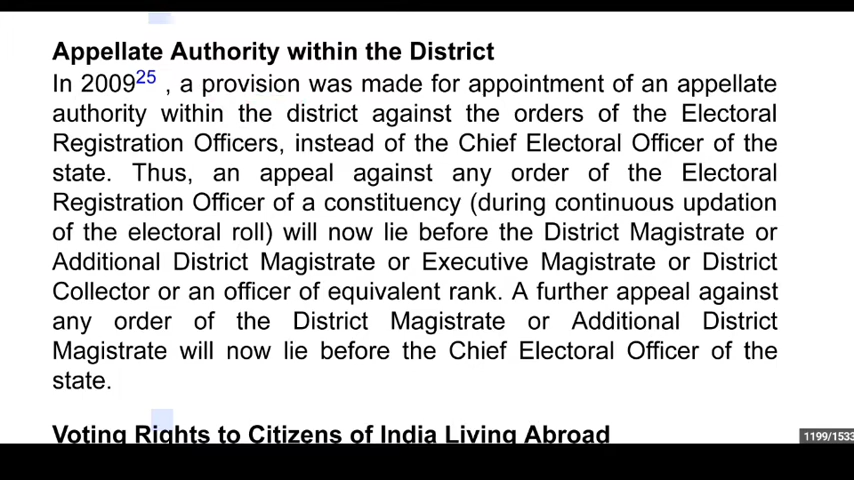 Appellate Authority within the District
In 200925 , a provision was made for appointment of an appellate
authority within the district against the orders of the Electoral
Registration Officers, instead of the Chief Electoral Officer of the
state. Thus, an appeal against any order of the Electoral
Registration Officer of a constituency (during continuous updation
of the electoral roll) will now lie before the District Magistrate or
Additional District Magistrate or Executive Magistrate or District
Collector or an officer of equivalent rank. A further appeal against
any order of the District Magistrate or Additional District
Magistrate will now lie before the Chief Electoral Officer of the
state.
Voting Rights to Citizens of India Living Abroad
1199/1533